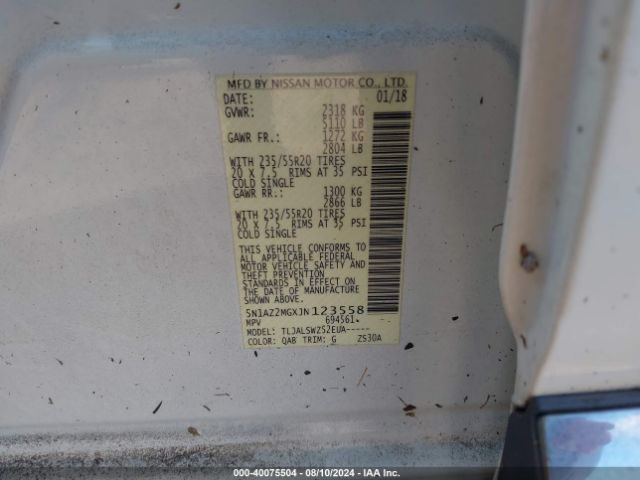 MFD BY NISSAN MOTOR CO., LTD.
DATE: 01/18
GVWR: 2318 KG
5110 LB
GAWR FR.: 1272 KG
2804 LB
WITH 235/55R20 TIRES
20 X 7.5 RIMS AT 35 PSI
COLD SINGLE
GAWR RR.: 1300 KG
2866 LB
WITH 235/55R20 TIRES
20 X 7.5 RIMS AT 35 PSI
COLD SINGLE
THIS VEHICLE CONFORMS TO
ALL APPLICABLE FEDERAL
MOTOR VEHICLE SAFETY AND
THEFT PREVENTION
STANDARDS IN EFFECT ON
THE DATE OF MANUFACTURE
SHOWN ABOVE.
5N1AZ2MGXJN123558
MPV 694561
MODEL: TLJALSWZS2EUA-----
COLOR: QAB TRIM: G ZS30A
000-40075504 - 08/10/2024 - IAA Inc.